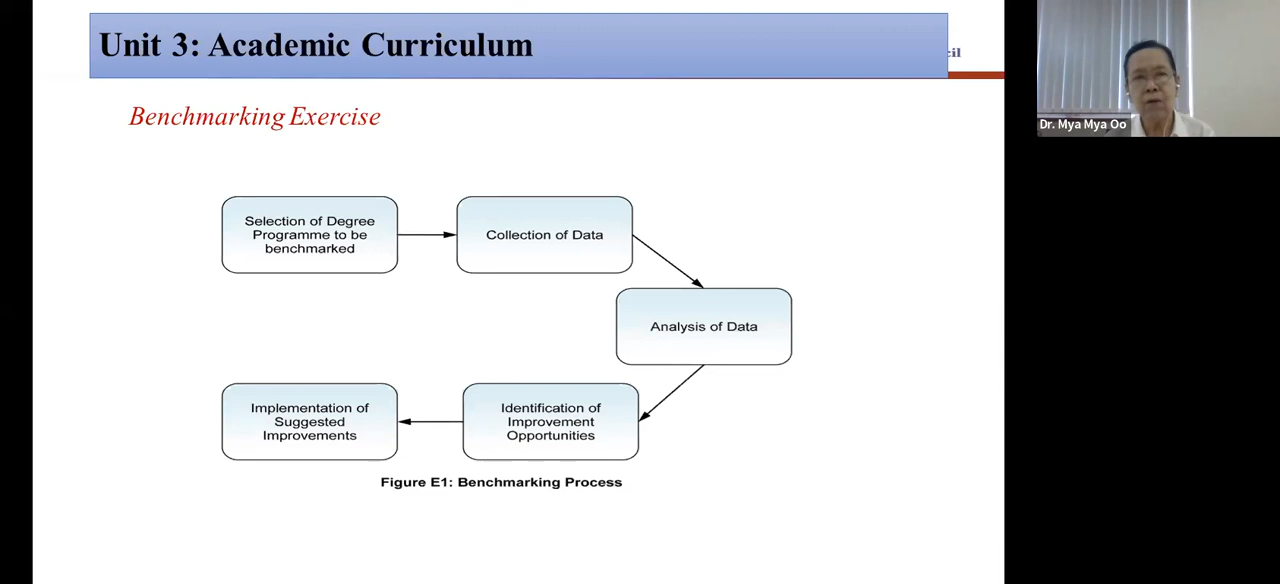 Unit 3: Academic Curriculum
cil
Benchmarking Exercise
Selection of Degree
Programme to be
benchmarked
Collection of Data
Analysis of Data
Identification of
Improvement
Opportunities
Implementation of
Suggested
Improvements
Figure E1: Benchmarking Process
Dr. Mya Mya Oo